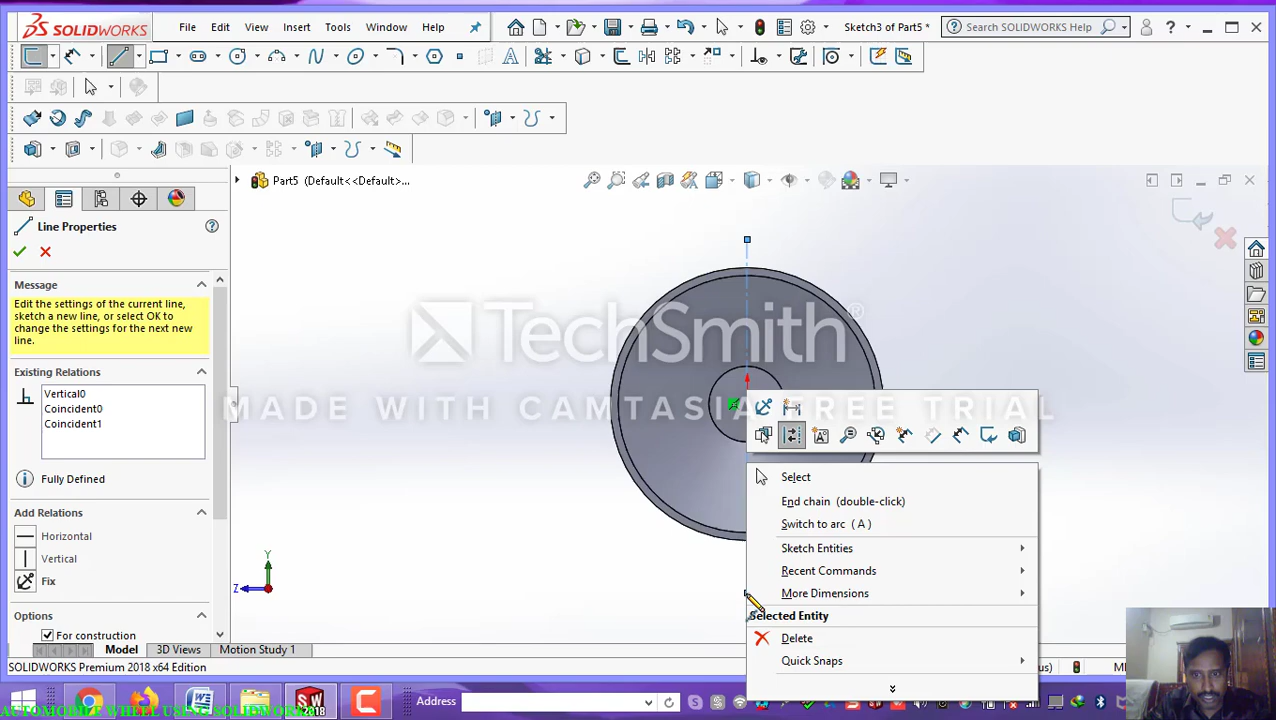 SOLIDWORKS
File Edit View Insert Tools Window Help
Sketch3 of Part5 *
Search SOLIDWORKS Help
Part5 (Default<<Default>...
Line Properties
Message
Edit the settings of the current line, sketch a new line, or select OK to change the settings for the next new line.
Existing Relations
Vertical0
Coincident0
Coincident1
Fully Defined
Add Relations
Horizontal
Vertical
Fix
Options
For construction
TechSmith®
MADE WITH CAMTASIA FREE TRIAL
Select
End chain (double-click)
Switch to arc (A)
Sketch Entities
Recent Commands
More Dimensions
Selected Entity
Delete
Quick Snaps
Y
Z
Model 3D Views Motion Study 1
SOLIDWORKS Premium 2018 x64 Edition
Address
AUTOMOBILE WHEEL USING SOLIDWORKS